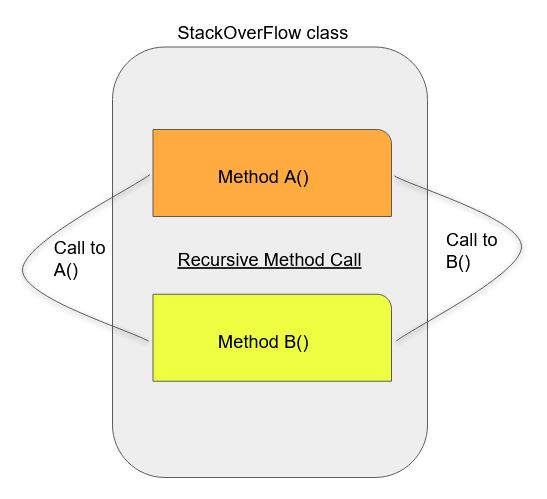 StackOverFlow class
Method A()
Call to
A()
Call to
B()
Recursive Method Call
Method B()